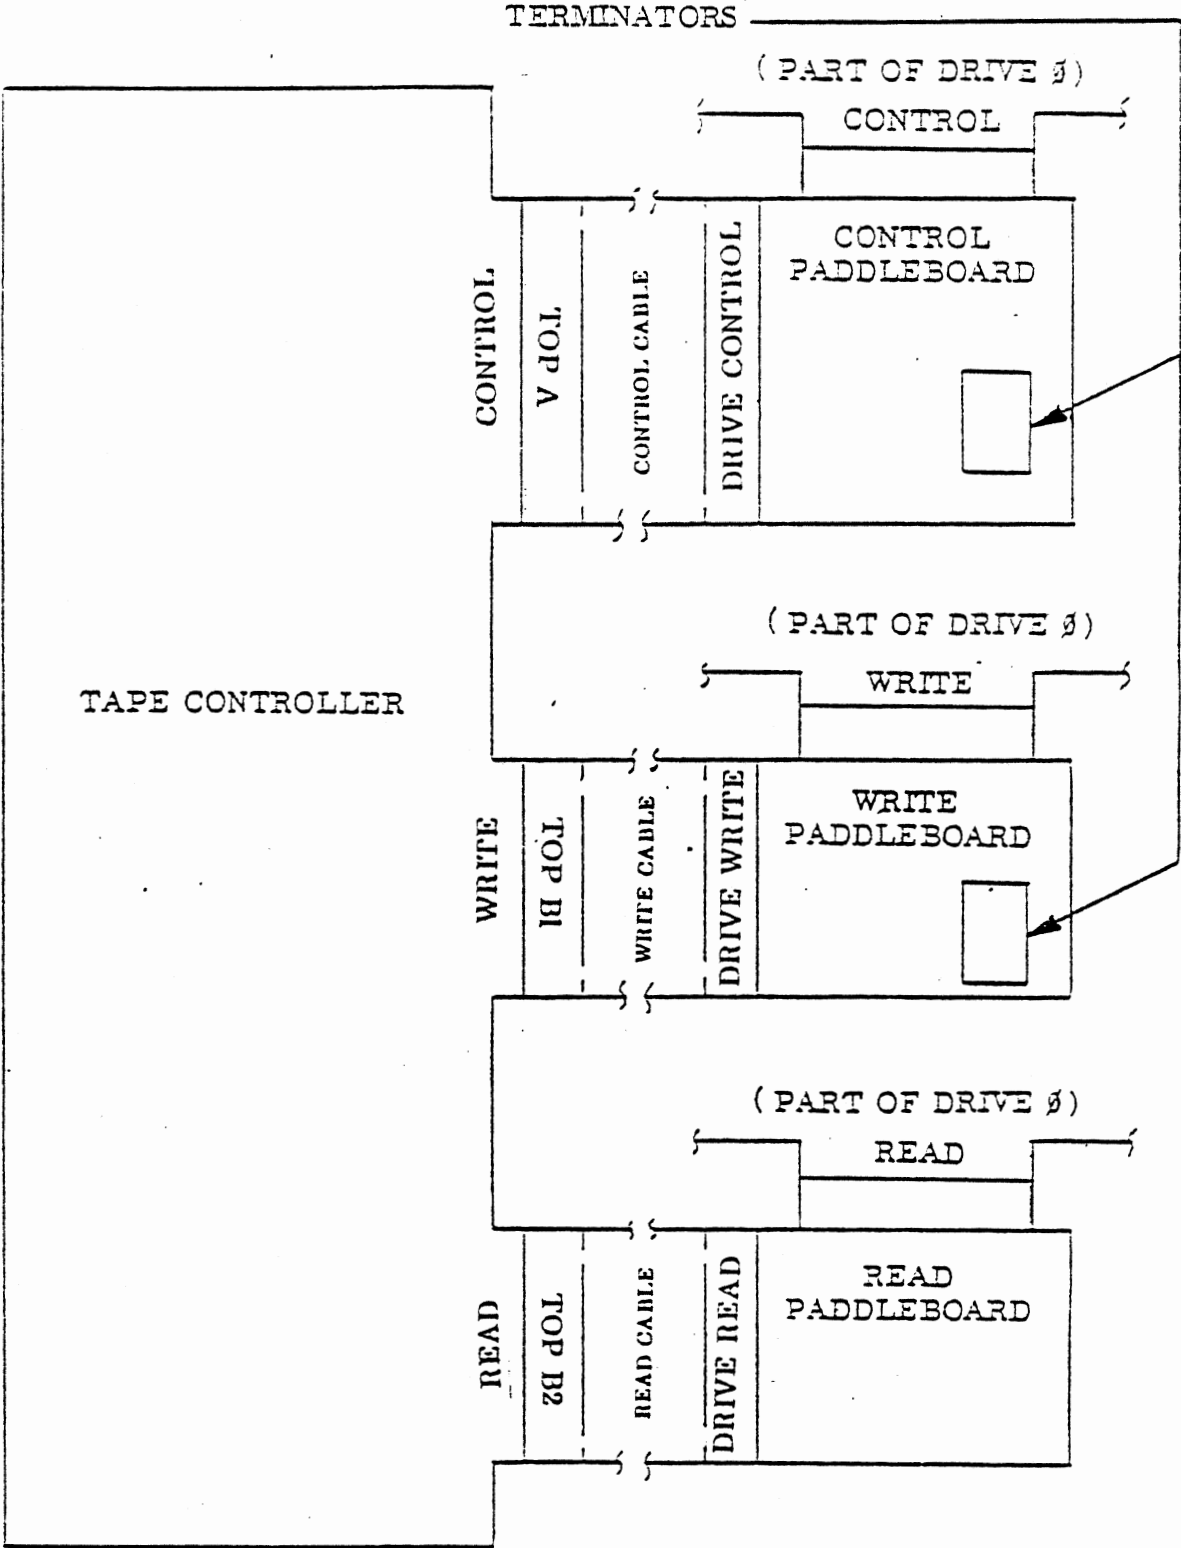 TERMINATORS
(PART OF DRIVE Ø)
CONTROL
CONTROL
TOP A
CONTROL CABLE
DRIVE CONTROL
CONTROL
PADDLEBOARD
(PART OF DRIVE Ø)
WRITE
TAPE CONTROLLER
WRITE
TOP B1
WRITE CABLE
DRIVE WRITE
WRITE
PADDLEBOARD
(PART OF DRIVE Ø)
READ
READ
TOP B2
READ CABLE
DRIVE READ
READ
PADDLEBOARD